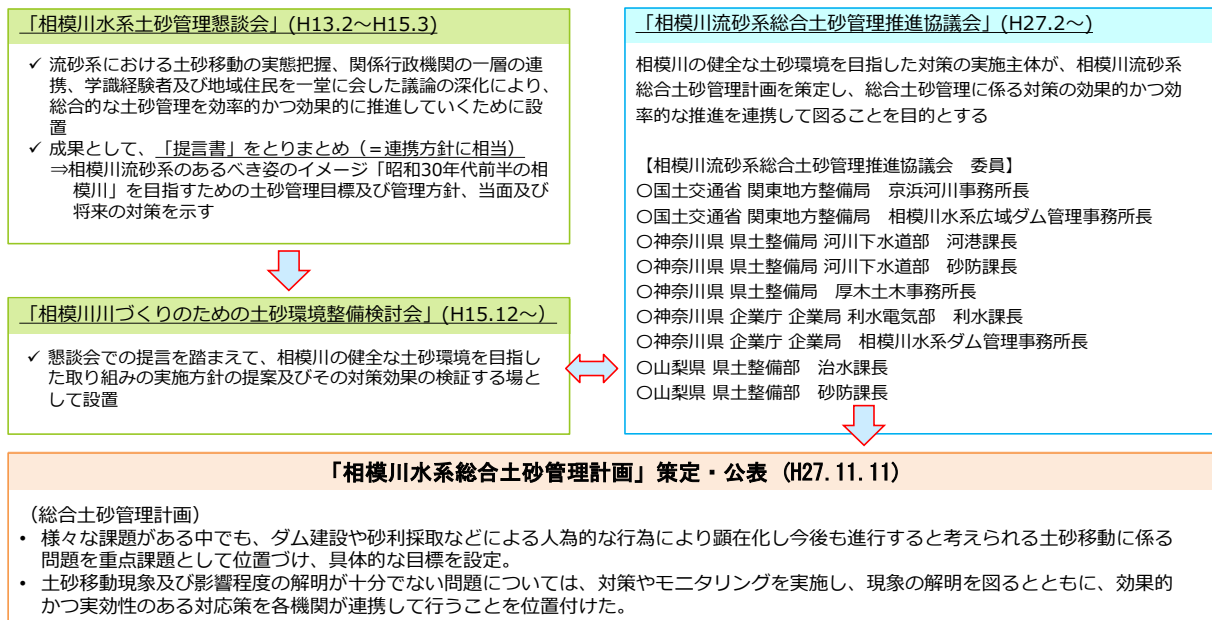 「相模川水系土砂管理懇談会」(H13.2～H15.3)
✓ 流砂系における土砂移動の実態把握、関係行政機関の一層の連
携、学識経験者及び地域住民を一堂に会した議論の深化により、
総合的な土砂管理を効率的かつ効果的に推進していくために設
置
✓ 成果として、「提言書」をとりまとめ（＝連携方針に相当）
⇒相模川流砂系のあるべき姿のイメージ「昭和30年代前半の相
模川」を目指すための土砂管理目標及び管理方針、当面及び
将来の対策を示す
「相模川川づくりのための土砂環境整備検討会」(H15.12～）
✓ 懇談会での提言を踏まえて、相模川の健全な土砂環境を目指し
た取り組みの実施方針の提案及びその対策効果の検証する場と
して設置
「相模川流砂系総合土砂管理推進協議会」(H27.2～)
相模川の健全な土砂環境を目指した対策の実施主体が、相模川流砂系
総合土砂管理計画を策定し、総合土砂管理に係る対策の効果的かつ効
率的な推進を連携して図ることを目的とする
【相模川流砂系総合土砂管理推進協議会　委員】
〇国土交通省 関東地方整備局　京浜河川事務所長
〇国土交通省 関東地方整備局　相模川水系広域ダム管理事務所長
〇神奈川県 県土整備局 河川下水道部　河港課長
〇神奈川県 県土整備局 河川下水道部　砂防課長
〇神奈川県 県土整備局　厚木土木事務所長
〇神奈川県 企業庁 企業局 利水電気部　利水課長
〇神奈川県 企業庁 企業局　相模川水系ダム管理事務所長
〇山梨県 県土整備部　治水課長
〇山梨県 県土整備部　砂防課長
「相模川水系総合土砂管理計画」策定・公表 (H27.11.11)
（総合土砂管理計画）
• 様々な課題がある中でも、ダム建設や砂利採取などによる人為的な行為により顕在化し今後も進行すると考えられる土砂移動に係る
問題を重点課題として位置づけ、具体的な目標を設定。
• 土砂移動現象及び影響程度の解明が十分でない問題については、対策やモニタリングを実施し、現象の解明を図るとともに、効果的
かつ実効性のある対応策を各機関が連携して行うことを位置付けた。